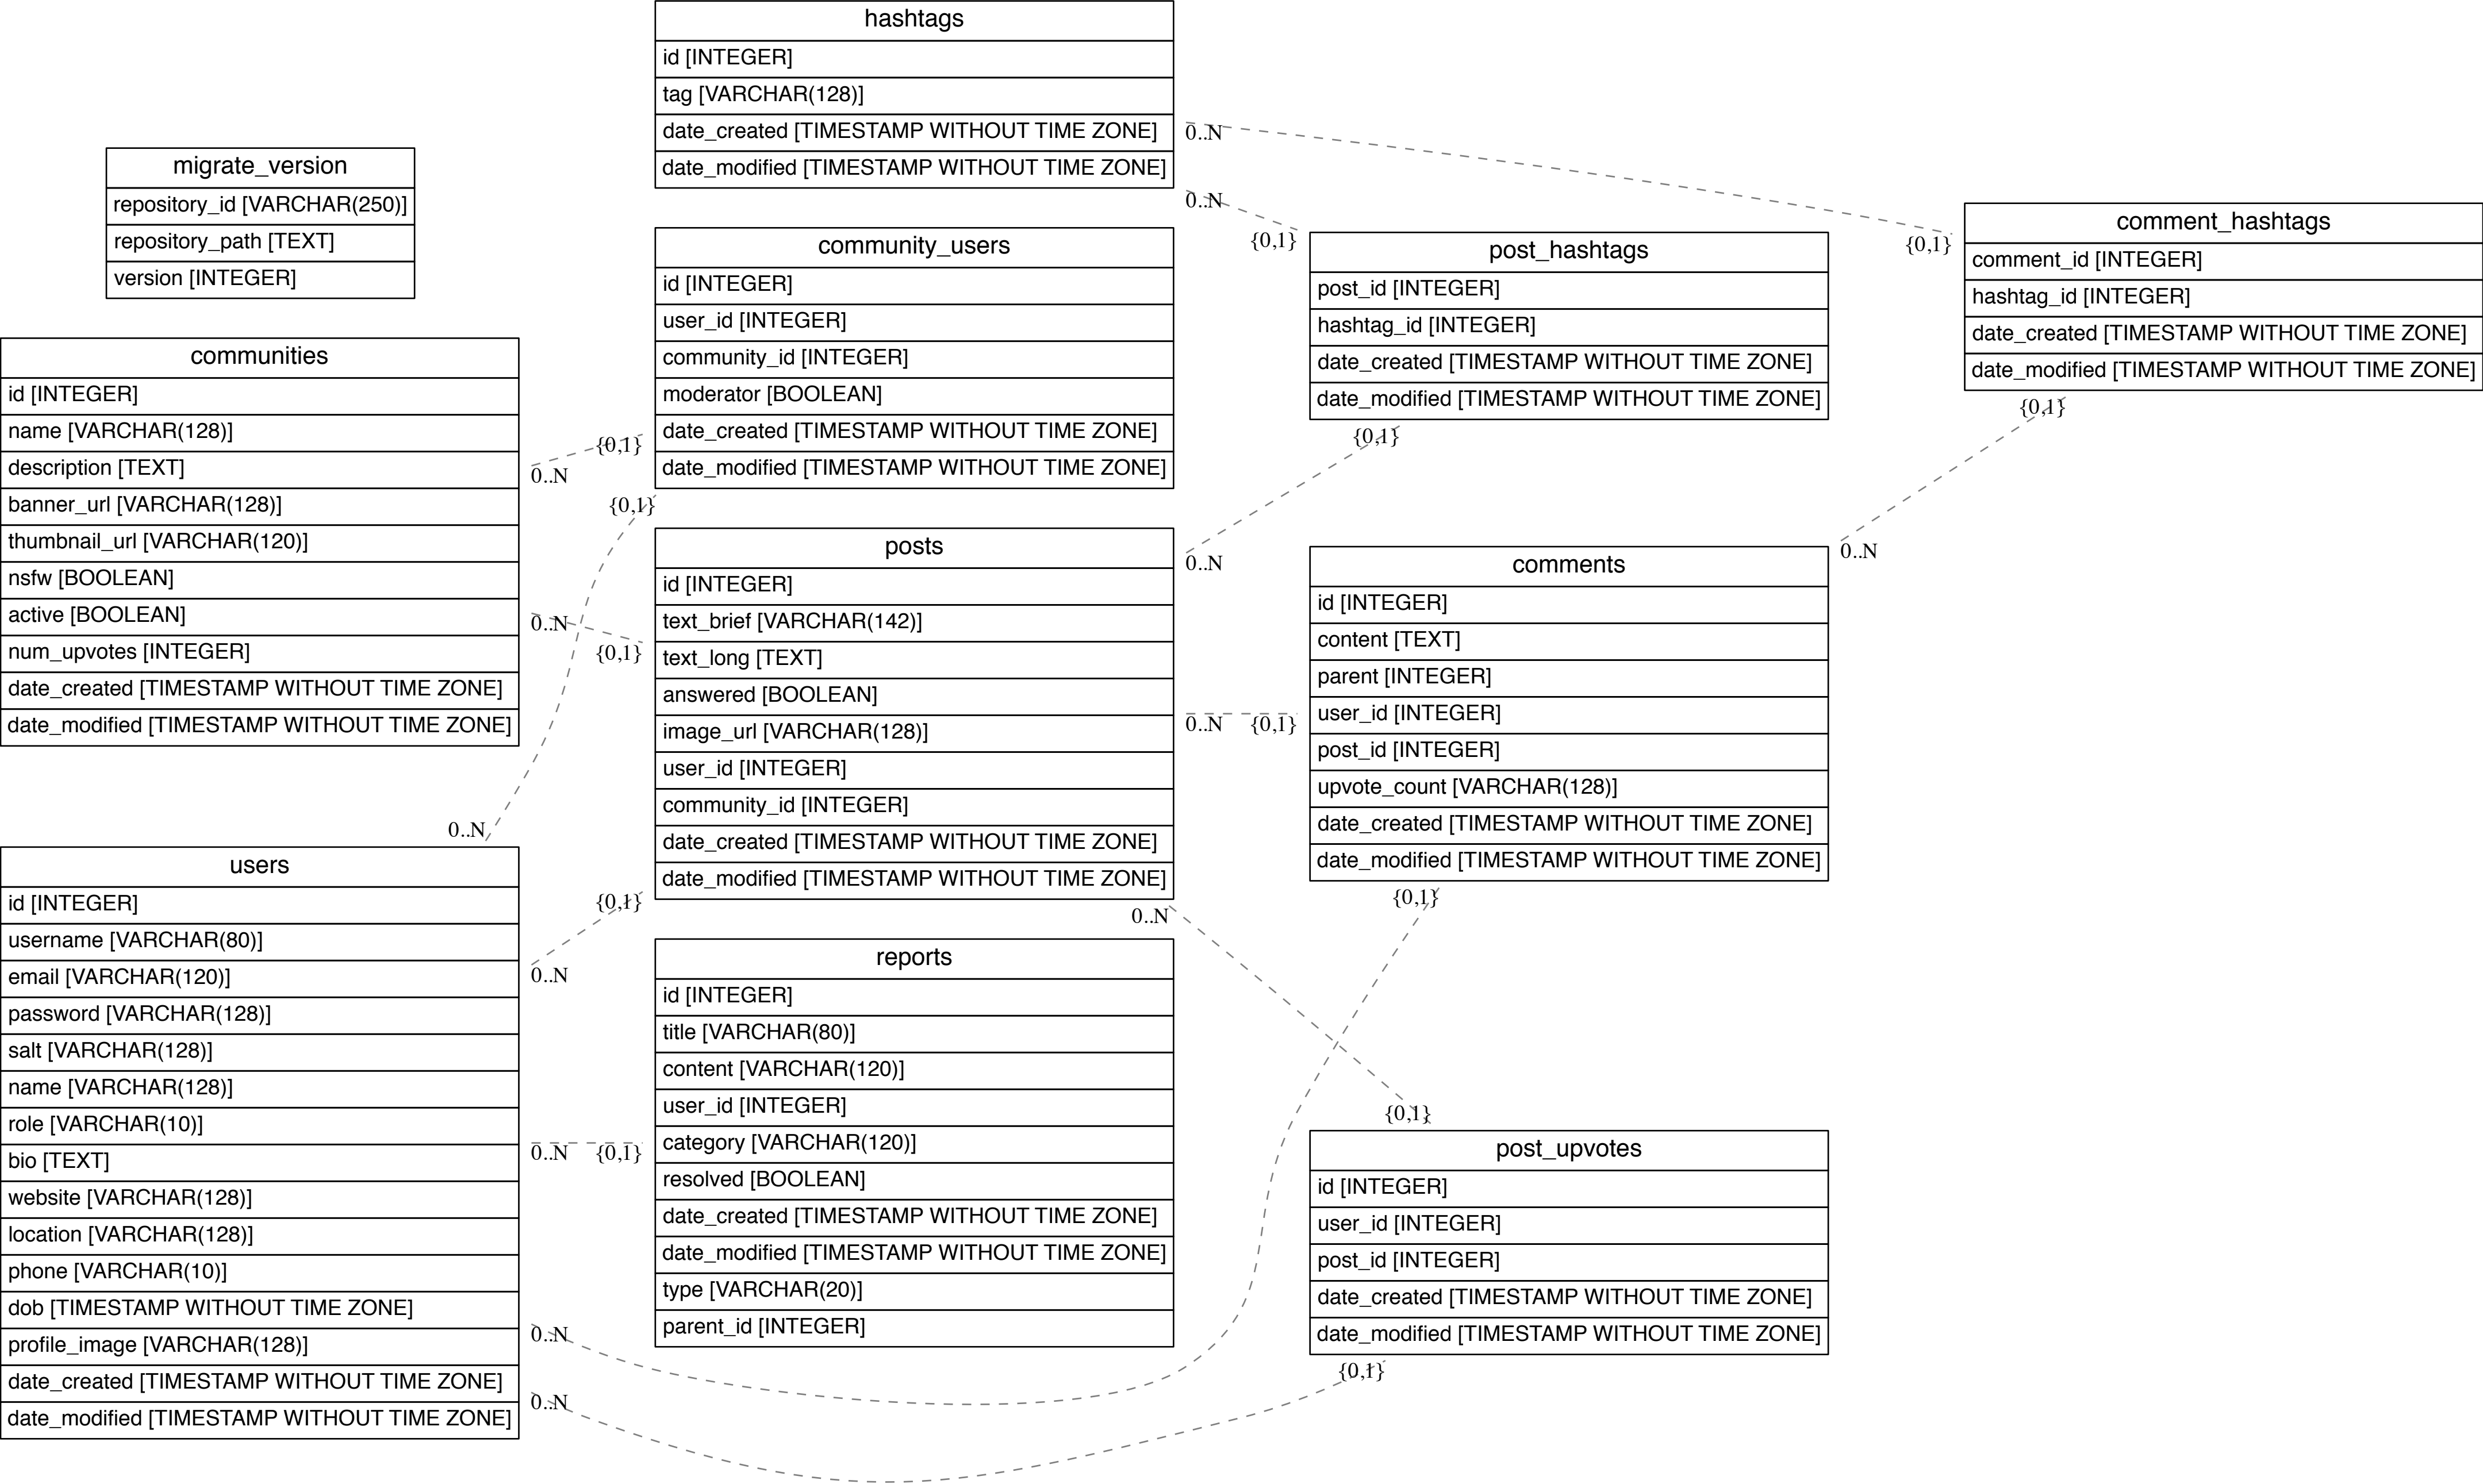 hashtags
id [INTEGER]
tag [VARCHAR(128)]
date_created [TIMESTAMP WITHOUT TIME ZONE]
date_modified [TIMESTAMP WITHOUT TIME ZONE]
0..N
0..N
migrate_version
repository_id [VARCHAR(250)]
repository_path [TEXT]
version [INTEGER]
community_users
id [INTEGER]
user_id [INTEGER]
community_id [INTEGER]
moderator [BOOLEAN]
date_created [TIMESTAMP WITHOUT TIME ZONE]
date_modified [TIMESTAMP WITHOUT TIME ZONE]
{0,1}
{0,1}
{0,1}
post_hashtags
post_id [INTEGER]
hashtag_id [INTEGER]
date_created [TIMESTAMP WITHOUT TIME ZONE]
date_modified [TIMESTAMP WITHOUT TIME ZONE]
{0,1}
{0,1}
comment_hashtags
comment_id [INTEGER]
hashtag_id [INTEGER]
date_created [TIMESTAMP WITHOUT TIME ZONE]
date_modified [TIMESTAMP WITHOUT TIME ZONE]
{0,1}
communities
id [INTEGER]
name [VARCHAR(128)]
description [TEXT]
banner_url [VARCHAR(128)]
thumbnail_url [VARCHAR(120)]
nsfw [BOOLEAN]
active [BOOLEAN]
num_upvotes [INTEGER]
date_created [TIMESTAMP WITHOUT TIME ZONE]
date_modified [TIMESTAMP WITHOUT TIME ZONE]
0..N
0..N
posts
id [INTEGER]
text_brief [VARCHAR(142)]
text_long [TEXT]
answered [BOOLEAN]
image_url [VARCHAR(128)]
user_id [INTEGER]
community_id [INTEGER]
date_created [TIMESTAMP WITHOUT TIME ZONE]
date_modified [TIMESTAMP WITHOUT TIME ZONE]
{0,1}
{0,1}
0..N
0..N
0..N
comments
id [INTEGER]
content [TEXT]
parent [INTEGER]
user_id [INTEGER]
post_id [INTEGER]
upvote_count [VARCHAR(128)]
date_created [TIMESTAMP WITHOUT TIME ZONE]
date_modified [TIMESTAMP WITHOUT TIME ZONE]
0..N
{0,1}
{0,1}
users
id [INTEGER]
username [VARCHAR(80)]
email [VARCHAR(120)]
password [VARCHAR(128)]
salt [VARCHAR(128)]
name [VARCHAR(128)]
role [VARCHAR(10)]
bio [TEXT]
website [VARCHAR(128)]
location [VARCHAR(128)]
phone [VARCHAR(10)]
dob [TIMESTAMP WITHOUT TIME ZONE]
profile_image [VARCHAR(128)]
date_created [TIMESTAMP WITHOUT TIME ZONE]
date_modified [TIMESTAMP WITHOUT TIME ZONE]
0..N
0..N
0..N
0..N
0..N
reports
id [INTEGER]
title [VARCHAR(80)]
content [VARCHAR(120)]
user_id [INTEGER]
category [VARCHAR(120)]
resolved [BOOLEAN]
date_created [TIMESTAMP WITHOUT TIME ZONE]
date_modified [TIMESTAMP WITHOUT TIME ZONE]
type [VARCHAR(20)]
parent_id [INTEGER]
{0,1}
{0,1}
post_upvotes
id [INTEGER]
user_id [INTEGER]
post_id [INTEGER]
date_created [TIMESTAMP WITHOUT TIME ZONE]
date_modified [TIMESTAMP WITHOUT TIME ZONE]
{0,1}